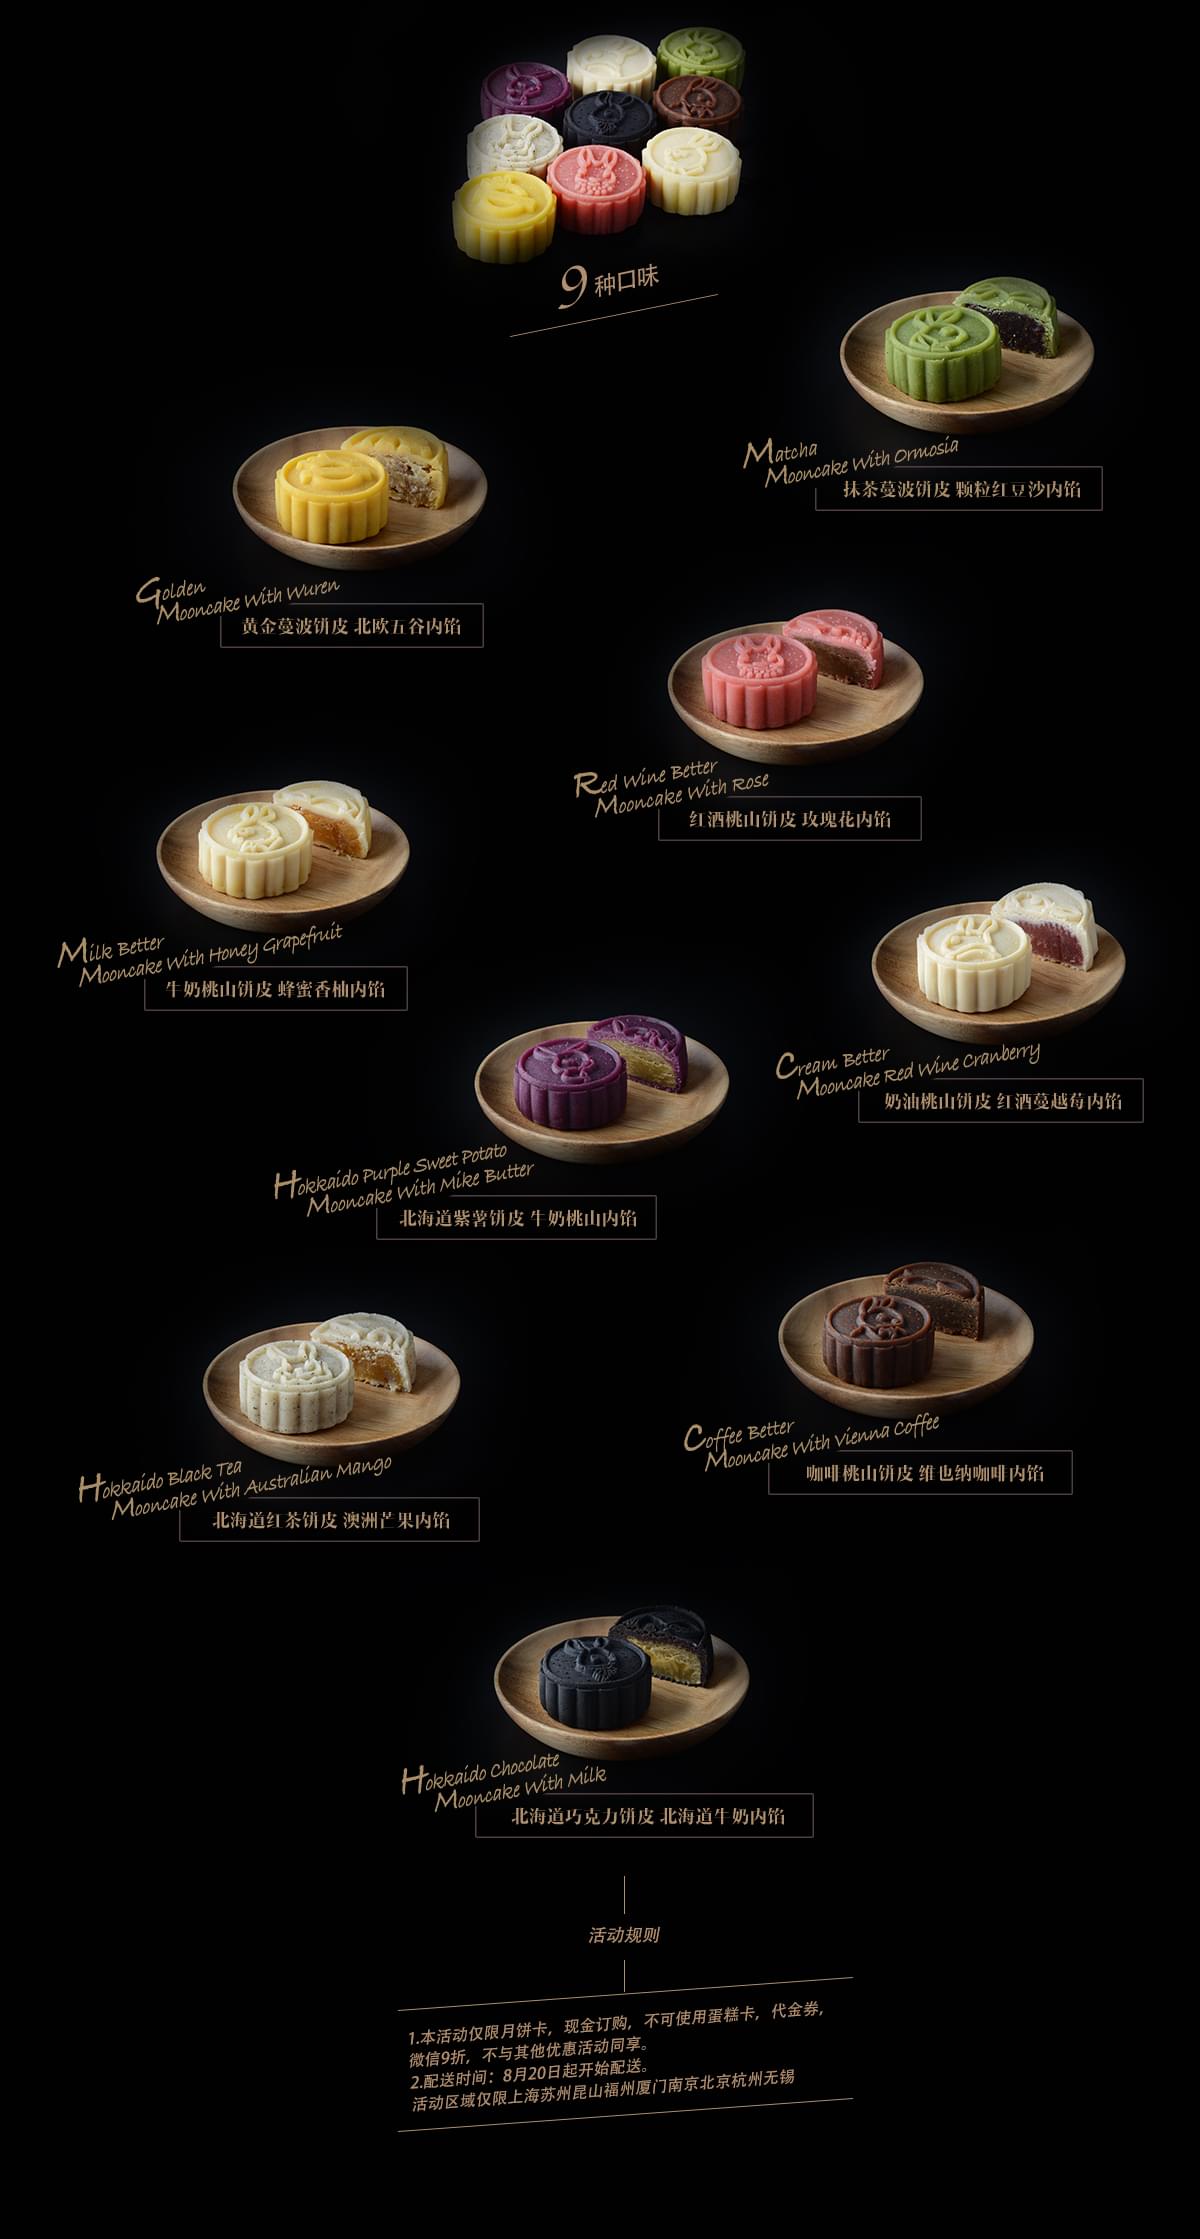 9种口味
Matcha
Mooncake With Ormosia
抹茶蔓波饼皮 颗粒红豆沙内馅
Golden
Mooncake With Wuren
黄金蔓波饼皮 北欧五谷内馅
Red Wine Better
Mooncake With Rose
红酒桃山饼皮 玫瑰花内馅
Milk Better
Mooncake With Honey Grapefruit
牛奶桃山饼皮 蜂蜜香柚内馅
Cream Better
Mooncake Red Wine Cranberry
奶油桃山饼皮 红酒蔓越莓内馅
Hokkaido Purple Sweet Potato
Mooncake With Mike Butter
北海道紫薯饼皮 牛奶桃山内馅
Coffee Better
Mooncake With Vienna Coffee
咖啡桃山饼皮 维也纳咖啡内馅
Hokkaido Black Tea
Mooncake With Australian Mango
北海道红茶饼皮 澳洲芒果内馅
Hokkaido Chocolate
Mooncake With Milk
北海道巧克力饼皮 北海道牛奶内馅
活动规则
1.本活动仅限月饼卡，现金订购，不可使用蛋糕卡，代金券，
微信9折，不与其他优惠活动同享。
2.配送时间：8月20日起开始配送。
活动区域仅限上海苏州昆山福州厦门南京北京杭州无锡